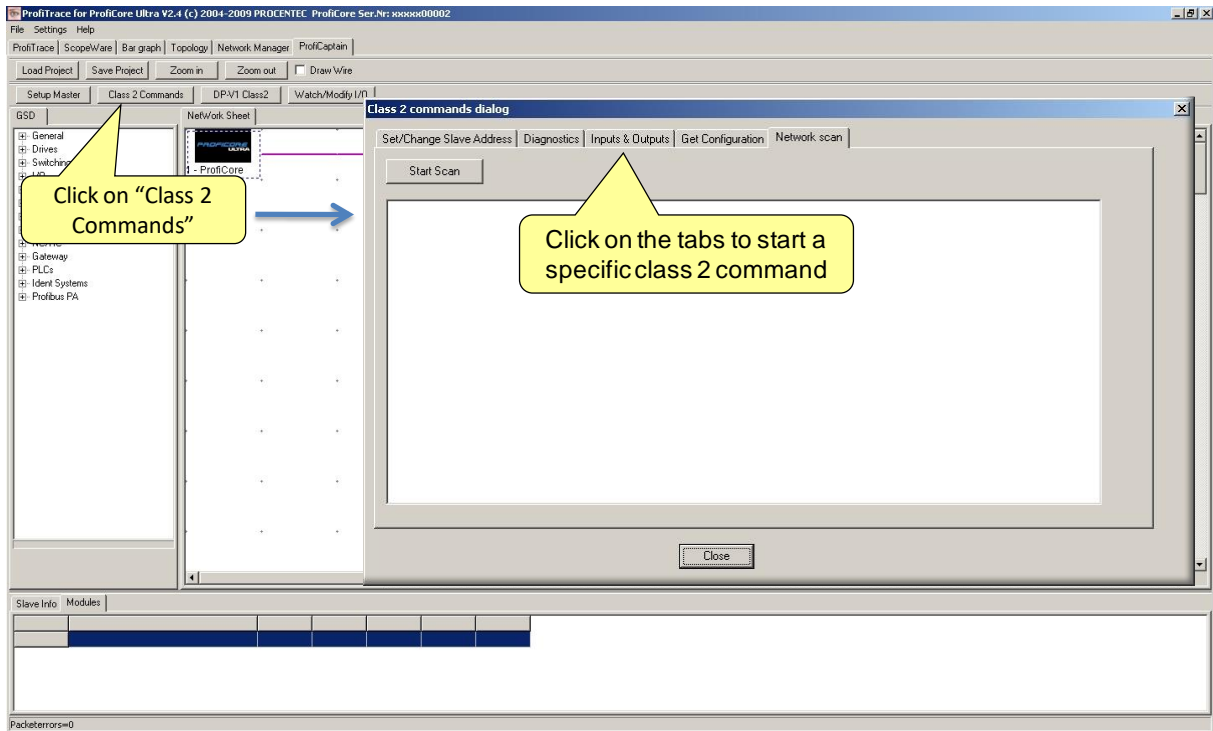 ProfiTrace for ProfiCore Ultra V2.4 (c) 2004-2009 PROCENTEC ProfiCore Ser.Nr: xxxxx00002
File Settings Help
ProfiTrace ScopeWare Bar graph Topology Network Manager ProfiCaptain
Load Project Save Project Zoom in Zoom out Draw Wire
Setup Master Class 2 Commands DP-V1 Class2 Watch/Modify I/O
GSD NetWork Sheet
General
Drives
Switching
I/O
Gateway
PLCs
Ident Systems
Profibus PA
PROFICORE
ULTRA
1 - ProfiCore
Click on “Class 2
Commands”
Class 2 commands dialog
Set/Change Slave Address Diagnostics Inputs & Outputs Get Configuration Network scan
Start Scan
Click on the tabs to start a
specific class 2 command
Close
Slave Info Modules
Packeterrors=0